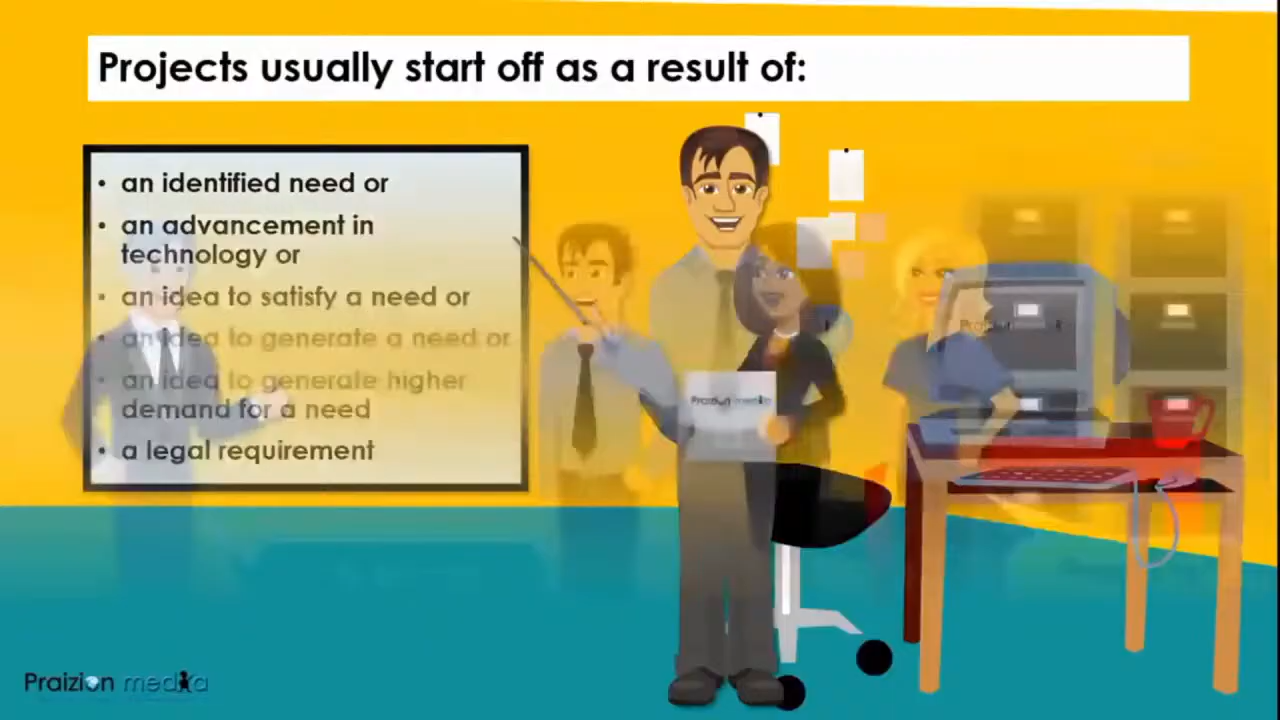 Projects usually start off as a result of:
• an identified need or
• an advancement in
technology or
• an idea to satisfy a need or
• an idea to generate a need or
• an idea to generate higher
demand for a need
• a legal requirement
Praizion media
Praizion media